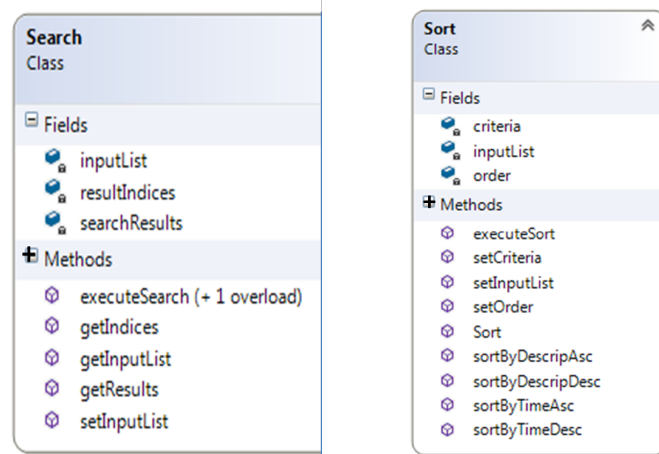 Search
Class
Fields
inputList
resultIndices
searchResults
Methods
executeSearch (+ 1 overload)
getIndices
getInputList
getResults
setInputList
Sort
Class
Fields
criteria
inputList
order
Methods
executeSort
setCriteria
setInputList
setOrder
Sort
sortByDescripAsc
sortByDescripDesc
sortByTimeAsc
sortByTimeDesc